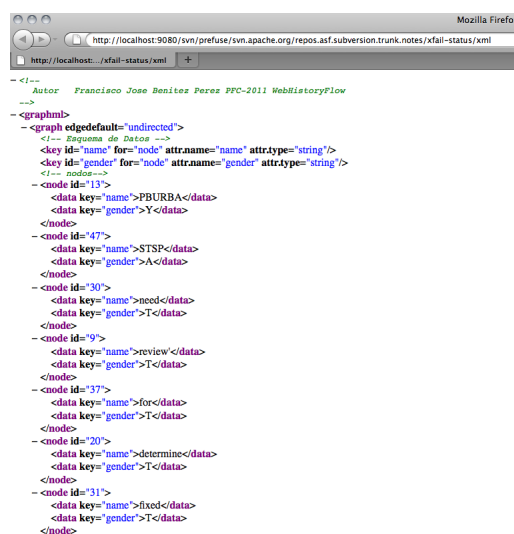 Mozilla Firefo
http://localhost:9080/svn/prefuse/svn.apache.org/repos.asf.subversion.trunk.notes/xfail-status/xml
http://localhost:.../xfail-status/xml +
– <!--
Autor Francisco Jose Benitez Perez PFC-2011 WebHistoryFlow
-->
– <graphml>
– <graph edgedefault="undirected">
<!-- Esquema de Datos -->
<key id="name" for="node" attr.name="name" attr.type="string"/>
<key id="gender" for="node" attr.name="gender" attr.type="string"/>
<!-- nodos-->
– <node id="13">
<data key="name">PBURBA</data>
<data key="gender">Y</data>
</node>
– <node id="47">
<data key="name">STSP</data>
<data key="gender">A</data>
</node>
– <node id="30">
<data key="name">need</data>
<data key="gender">T</data>
</node>
– <node id="9">
<data key="name">review'</data>
<data key="gender">T</data>
</node>
– <node id="37">
<data key="name">for</data>
<data key="gender">T</data>
</node>
– <node id="20">
<data key="name">determine</data>
<data key="gender">T</data>
</node>
– <node id="31">
<data key="name">fixed</data>
<data key="gender">T</data>
</node>